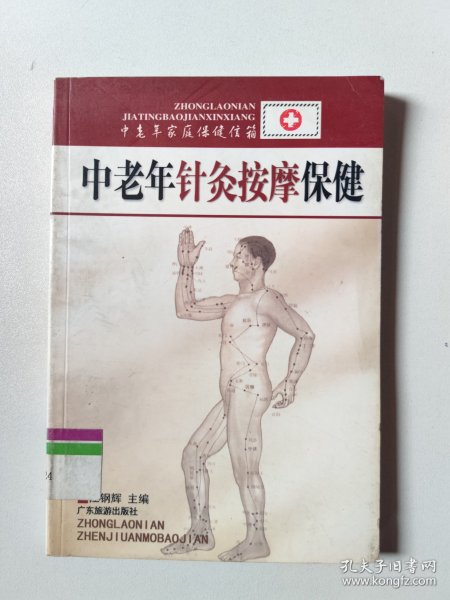 ZHONGLAONIAN
JIATINGBAOJIANXINXIANG
中老年家庭保健信箱
中老年针灸按摩保健
钢辉 主编
广东旅游出版社
ZHONGLAONIAN
ZHENJIUANMOBAOJIAN
24
孔夫子旧书网
www.kongfz.com